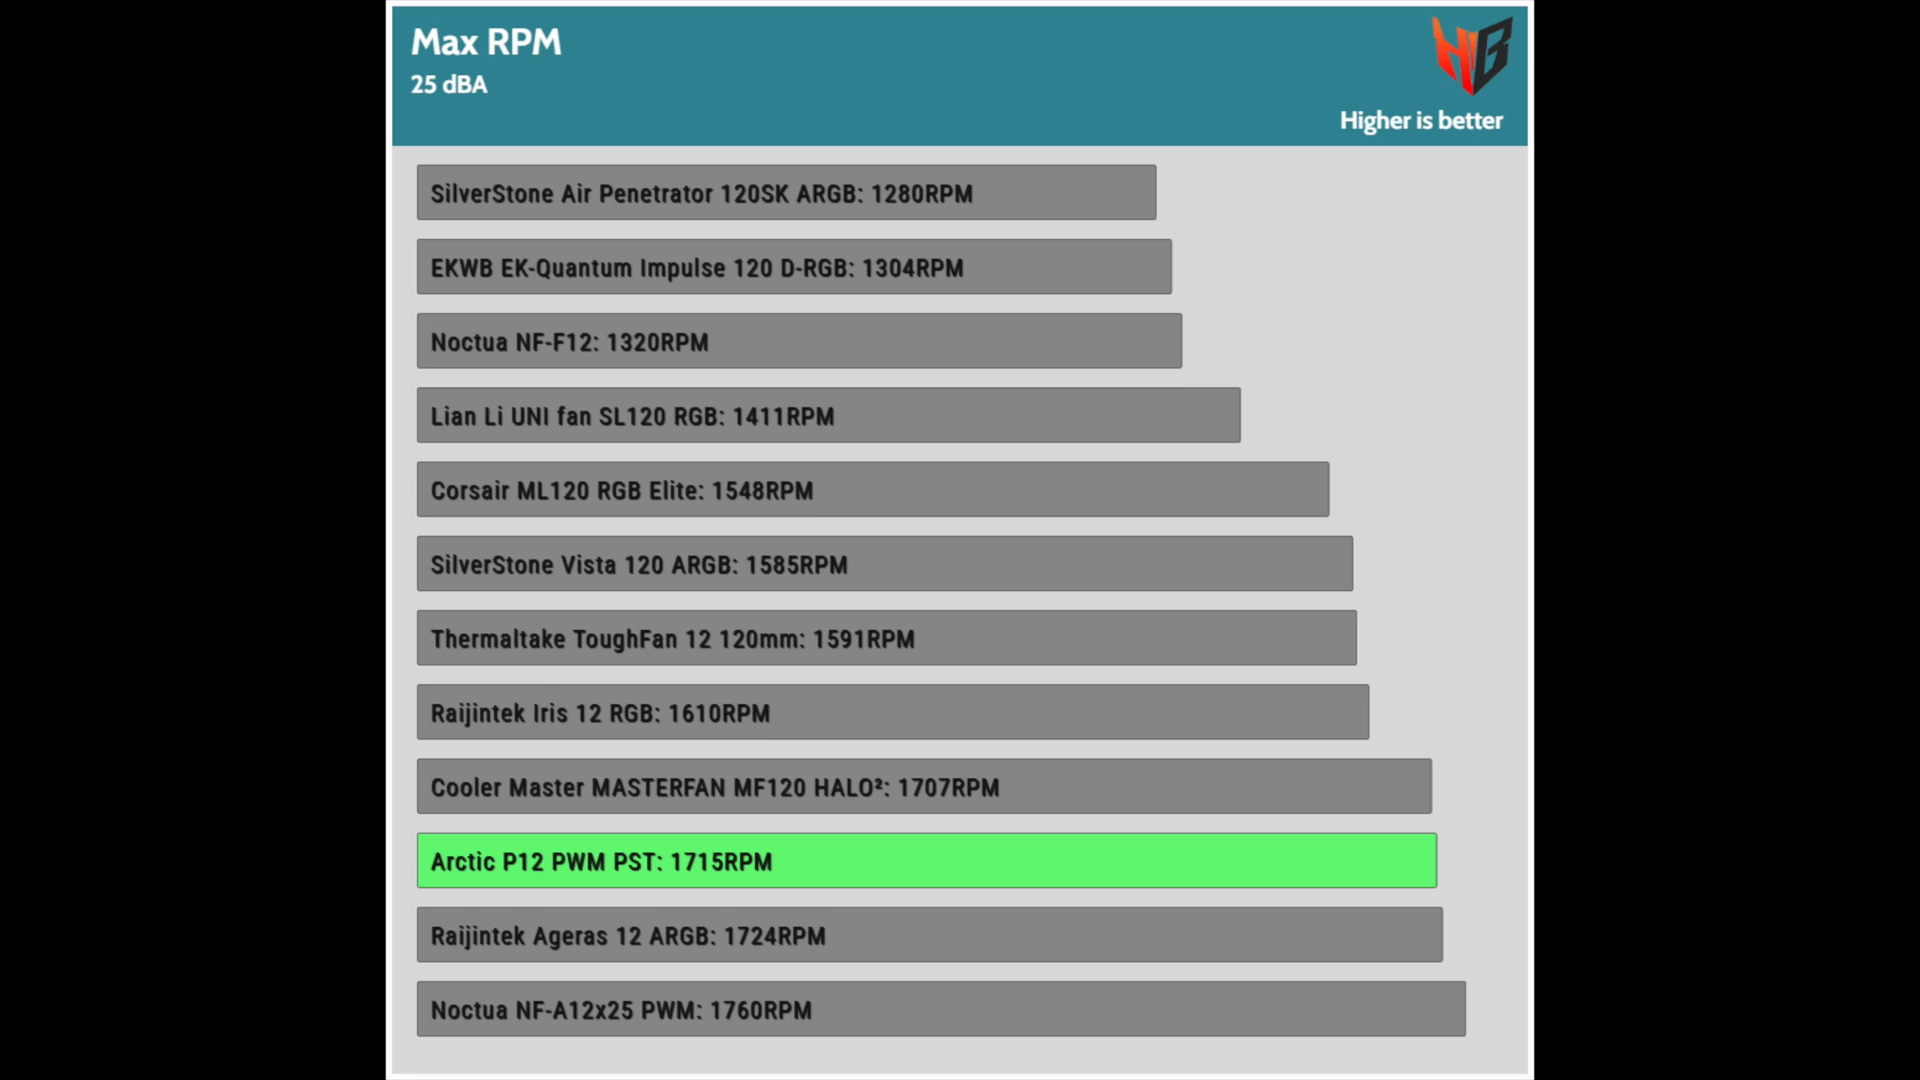 Max RPM
25 dBA
HB
Higher is better
SilverStone Air Penetrator 120SK ARGB: 1280RPM
EKWB EK-Quantum Impulse 120 D-RGB: 1304RPM
Noctua NF-F12: 1320RPM
Lian Li UNI fan SL120 RGB: 1411RPM
Corsair ML120 RGB Elite: 1548RPM
SilverStone Vista 120 ARGB: 1585RPM
Thermaltake ToughFan 12 120mm: 1591RPM
Raijintek Iris 12 RGB: 1610RPM
Cooler Master MASTERFAN MF120 HALO²: 1707RPM
Arctic P12 PWM PST: 1715RPM
Raijintek Ageras 12 ARGB: 1724RPM
Noctua NF-A12x25 PWM: 1760RPM